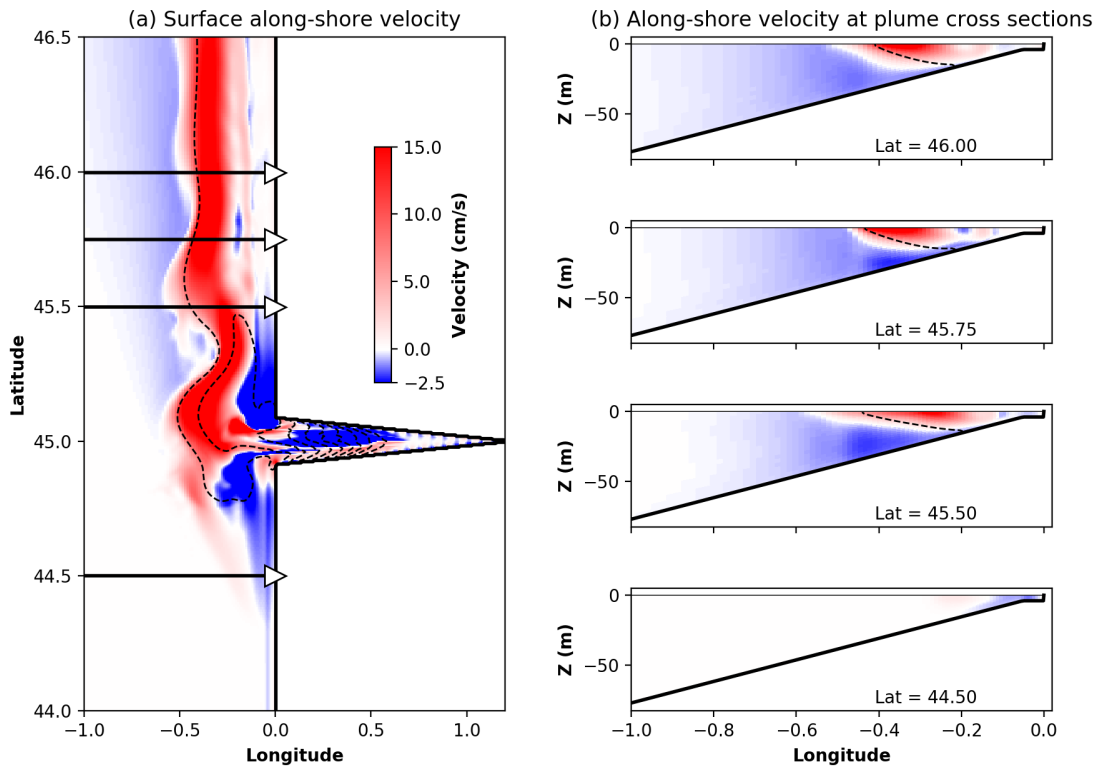 (a) Surface along-shore velocity
(b) Along-shore velocity at plume cross sections
46.5
46.0
45.5
45.0
44.5
44.0
Latitude
−1.0 −0.5 0.0 0.5 1.0
Longitude
15.0
10.0
5.0
0.0
−2.5
Velocity (cm/s)
0
−50
Z (m)
Lat = 46.00
0
−50
Z (m)
Lat = 45.75
0
−50
Z (m)
Lat = 45.50
0
−50
Z (m)
Lat = 44.50
−1.0 −0.8 −0.6 −0.4 −0.2 0.0
Longitude